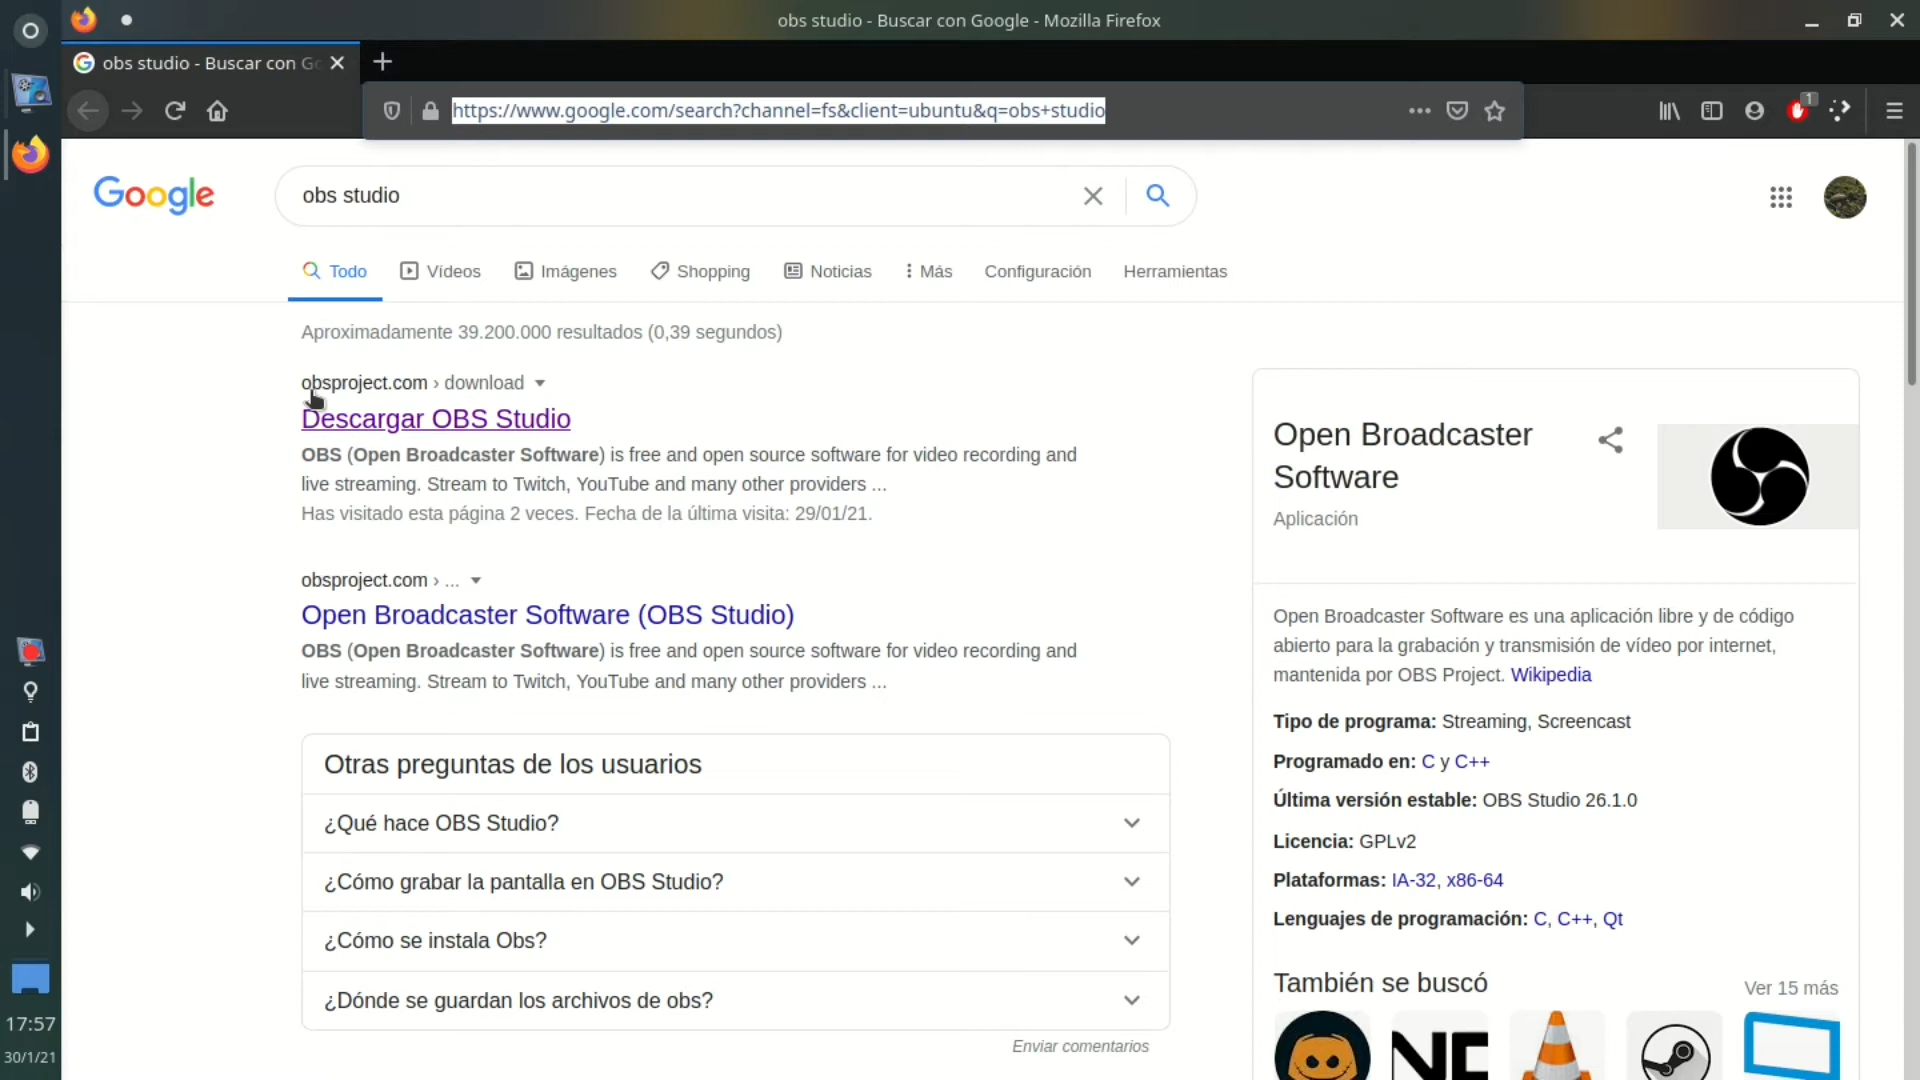 obs studio - Buscar con Google - Mozilla Firefox
obs studio - Buscar con Go
https://www.google.com/search?channel=fs&client=ubuntu&q=obs+studio
1
Google
obs studio
Todo
Vídeos
Imágenes
Shopping
Noticias
Más
Configuración
Herramientas
Aproximadamente 39.200.000 resultados (0,39 segundos)
obsproject.com › download
Descargar OBS Studio
OBS (Open Broadcaster Software) is free and open source software for video recording and
live streaming. Stream to Twitch, YouTube and many other providers ...
Has visitado esta página 2 veces. Fecha de la última visita: 29/01/21.
obsproject.com › ...
Open Broadcaster Software (OBS Studio)
OBS (Open Broadcaster Software) is free and open source software for video recording and
live streaming. Stream to Twitch, YouTube and many other providers ...
Otras preguntas de los usuarios
¿Qué hace OBS Studio?
¿Cómo grabar la pantalla en OBS Studio?
¿Cómo se instala Obs?
¿Dónde se guardan los archivos de obs?
Enviar comentarios
Open Broadcaster
Software
Aplicación
Open Broadcaster Software es una aplicación libre y de código
abierto para la grabación y transmisión de vídeo por internet,
mantenida por OBS Project. Wikipedia
Tipo de programa: Streaming, Screencast
Programado en: C y C++
Última versión estable: OBS Studio 26.1.0
Licencia: GPLv2
Plataformas: IA-32, x86-64
Lenguajes de programación: C, C++, Qt
También se buscó
Ver 15 más
17:57
30/1/21